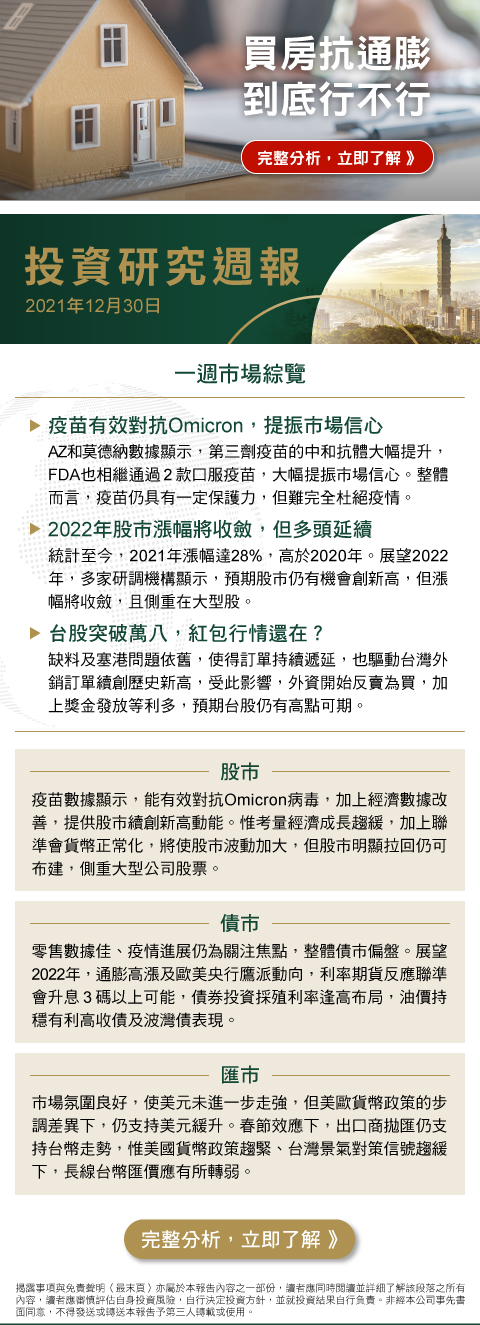 買房抗通膨
到底行不行
完整分析，立即了解 》
投資研究週報
2021年12月30日
一週市場綜覽
疫苗有效對抗Omicron，提振市場信心
AZ和莫德納數據顯示，第三劑疫苗的中和抗體大幅提升，
FDA也相繼通過 2 款口服疫苗，大幅提振市場信心。整體
而言，疫苗仍具有一定保護力，但難完全杜絕疫情。
2022年股市漲幅將收斂，但多頭延續
統計至今，2021年漲幅達28%，高於2020年。展望2022
年，多家研調機構顯示，預期股市仍有機會創新高，但漲
幅將收斂，且側重在大型股。
台股突破萬八，紅包行情還在？
缺料及塞港問題依舊，使得訂單持續遞延，也驅動台灣外
銷訂單續創歷史新高，受此影響，外資開始反賣為買，加
上獎金發放等利多，預期台股仍有高點可期。
股市
疫苗數據顯示，能有效對抗Omicron病毒，加上經濟數據改
善，提供股市續創新高動能。惟考量經濟成長趨緩，加上聯
準會貨幣正常化，將使股市波動加大，但股市明顯拉回仍可
布建，側重大型公司股票。
債市
零售數據佳、疫情進展仍為關注焦點，整體債市偏盤。展望
2022年，通膨高漲及歐美央行鷹派動向，利率期貨反應聯準
會升息 3 碼以上可能，債券投資採殖利率逢高布局，油價持
穩有利高收債及波灣債表現。
匯市
市場氛圍良好，使美元未進一步走強，但美歐貨幣政策的步
調差異下，仍支持美元緩升。春節效應下，出口商拋匯仍支
持台幣走勢，惟美國貨幣政策趨緊、台灣景氣對策信號趨緩
下，長線台幣匯價應有所轉弱。
完整分析，立即了解 》
揭露事項與免責聲明（最末頁）亦屬於本報告內容之一部份，讀者應同時閱讀並詳細了解該段落之所有
內容，讀者應審慎評估自身投資風險，自行決定投資方針，並就投資結果自行負責。非經本公司事先書
面同意，不得發送或轉送本報告予第三人轉載或使用。